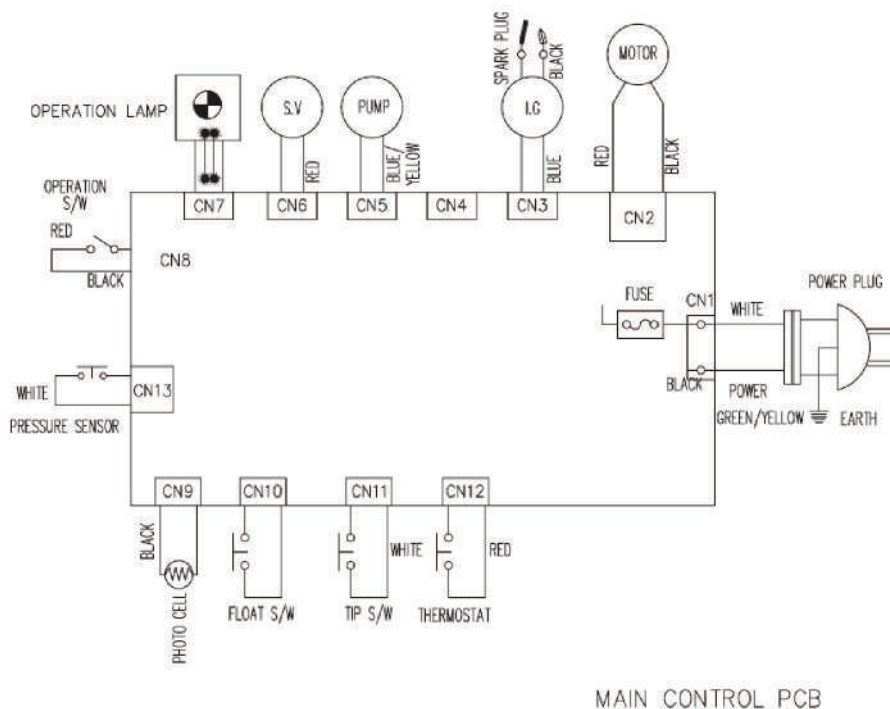 SPARK PLUG
BLACK
MOTOR
OPERATION LAMP
S.V
PUMP
I.G
RED
BLUE/YELLOW
BLUE
RED
BLACK
CN7
CN6
CN5
CN4
CN3
CN2
OPERATION
S/W
RED
BLACK
CN8
FUSE
CN1
WHITE
POWER PLUG
BLACK
POWER
GREEN/YELLOW
EARTH
WHITE
CN13
PRESSURE SENSOR
CN9
CN10
CN11
CN12
BLACK
WHITE
RED
PHOTO CELL
FLOAT S/W
TIP S/W
THERMOSTAT
MAIN CONTROL PCB